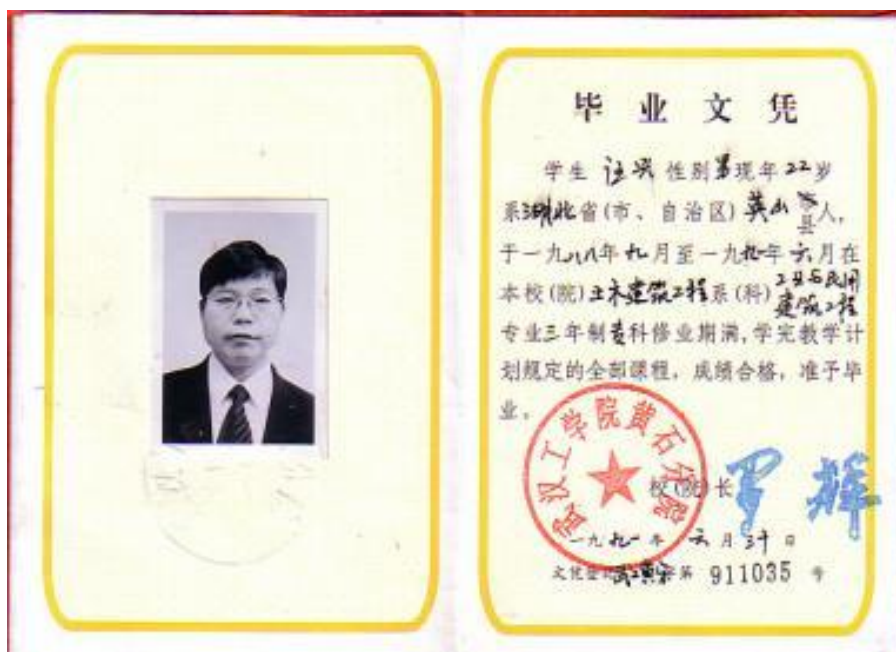 毕业文凭
学生 汪洪 性别男现年22岁
系湖北省(市、自治区)英山县人,
于一九八八年九月至一九九一年六月在
本校(院)土木建筑工程系(科)工业与民用建筑工程
专业三年制专科修业期满,学完教学计
划规定的全部课程,成绩合格,准予毕
业。
武汉工学院黄石分院
校(院)长 罗辉
一九九一年 六月 三十日
第 911035 号